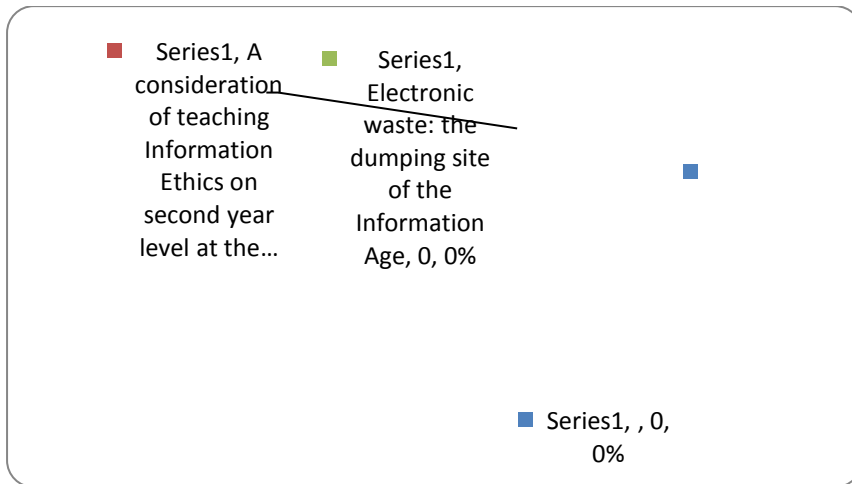 Series1, A
consideration
of teaching
Information
Ethics on
second year
level at the…
Series1,
Electronic
waste: the
dumping site
of the
Information
Age, 0, 0%
Series1, , 0,
0%